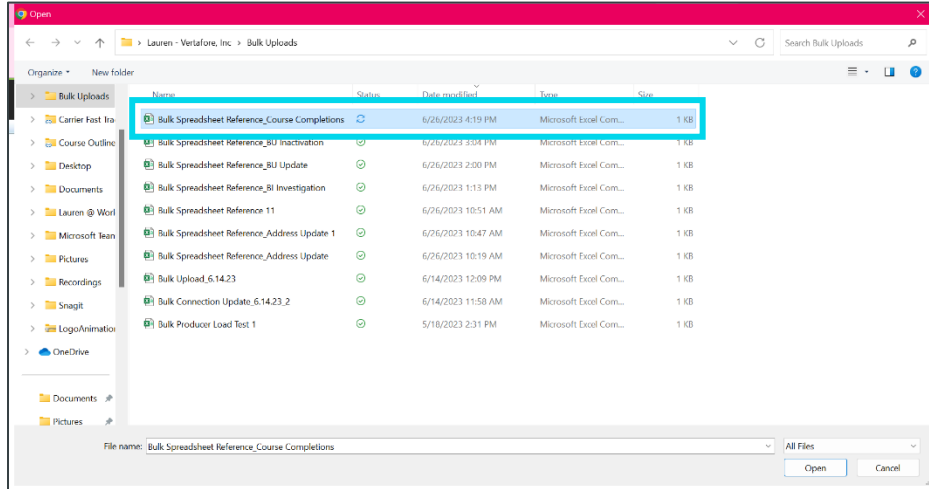 Open
Lauren - Vertafore, Inc > Bulk Uploads
Search Bulk Uploads
Organize
New folder
Name Status Date modified Type Size
Bulk Uploads
Carrier Fast Tra
Course Outline
Desktop
Documents
Lauren @ Worl
Microsoft Tean
Pictures
Recordings
Snagit
LogoAnimation
OneDrive
Documents
Pictures
Bulk Spreadsheet Reference_Course Completions 6/26/2023 4:19 PM Microsoft Excel Com... 1 KB
Bulk Spreadsheet Reference_BU Inactivation 6/26/2023 3:04 PM Microsoft Excel Com... 1 KB
Bulk Spreadsheet Reference_BU Update 6/26/2023 2:00 PM Microsoft Excel Com... 1 KB
Bulk Spreadsheet Reference_BI Investigation 6/26/2023 1:13 PM Microsoft Excel Com... 1 KB
Bulk Spreadsheet Reference 11 6/26/2023 10:51 AM Microsoft Excel Com... 1 KB
Bulk Spreadsheet Reference_Address Update 1 6/26/2023 10:47 AM Microsoft Excel Com... 1 KB
Bulk Spreadsheet Reference_Address Update 6/26/2023 10:19 AM Microsoft Excel Com... 1 KB
Bulk Upload_6.14.23 6/14/2023 12:09 PM Microsoft Excel Com... 1 KB
Bulk Connection Update_6.14.23_2 6/14/2023 11:58 AM Microsoft Excel Com... 1 KB
Bulk Producer Load Test 1 5/18/2023 2:31 PM Microsoft Excel Com... 1 KB
File name: Bulk Spreadsheet Reference_Course Completions
All Files
Open
Cancel